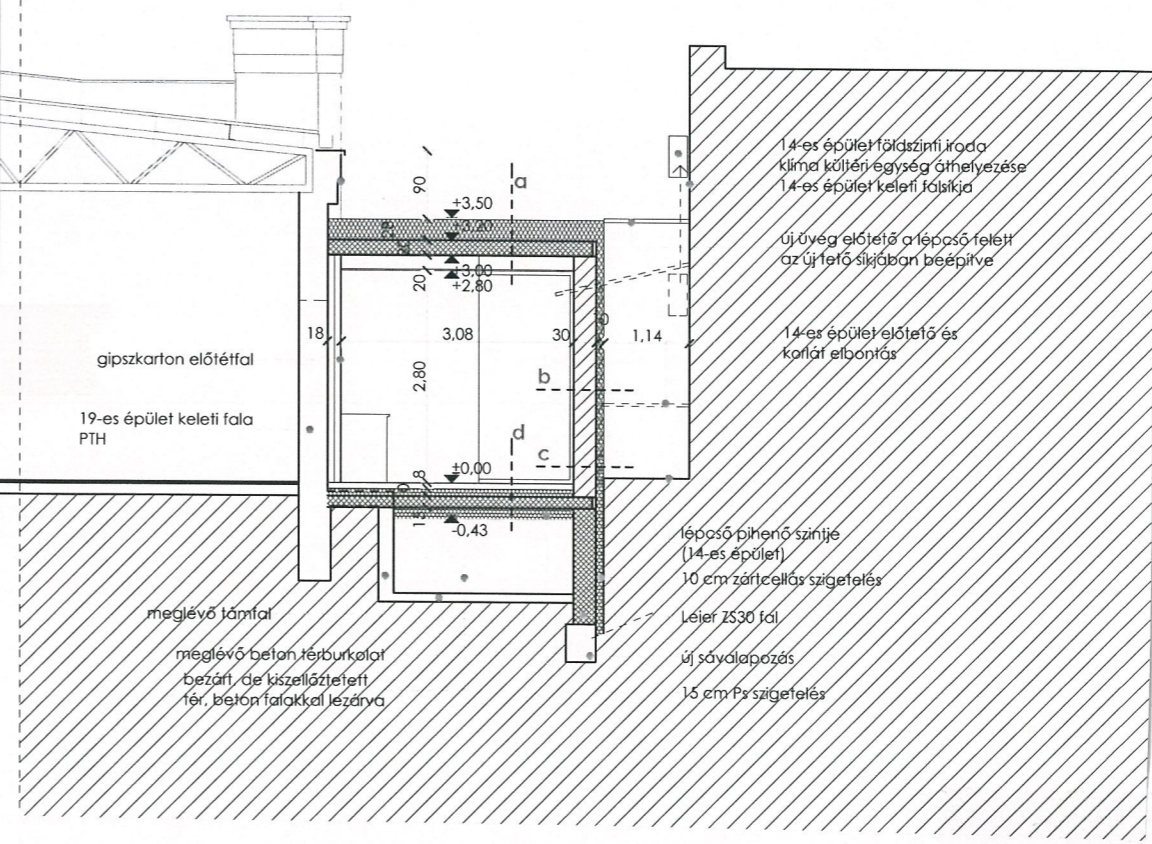 14-es épület földszinti iroda
klíma kültéri egység áthelyezése
14-es épület keleti falsíkja
90
a
+3,50
28
+3,20
új üveg előtető a lépcső felett
az új tető síkjában beépítve
+3,00
20
+2,80
18
3,08
30
1,14
14-es épület előtető és
korlát elbontás
gipszkarton előtétfal
2,80
b
19-es épület keleti fala
PTH
d
c
8
±0,00
15
-0,43
lépcső pihenő szintje
(14-es épület)
10 cm zártcellás szigetelés
meglévő támfal
Leier ZS30 fal
meglévő beton térburkolat
új sávalapozás
bezárt, de kiszellőztetett
tér, beton falakkal lezárva
15 cm Ps szigetelés